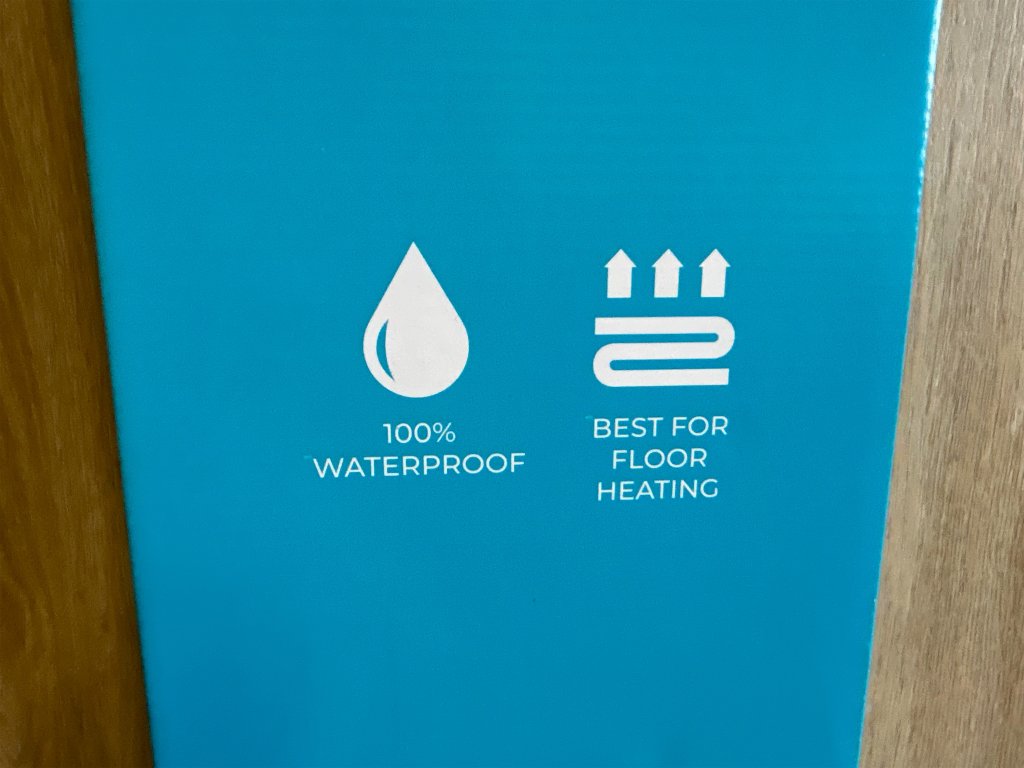 100%
WATERPROOF
BEST FOR
FLOOR
HEATING